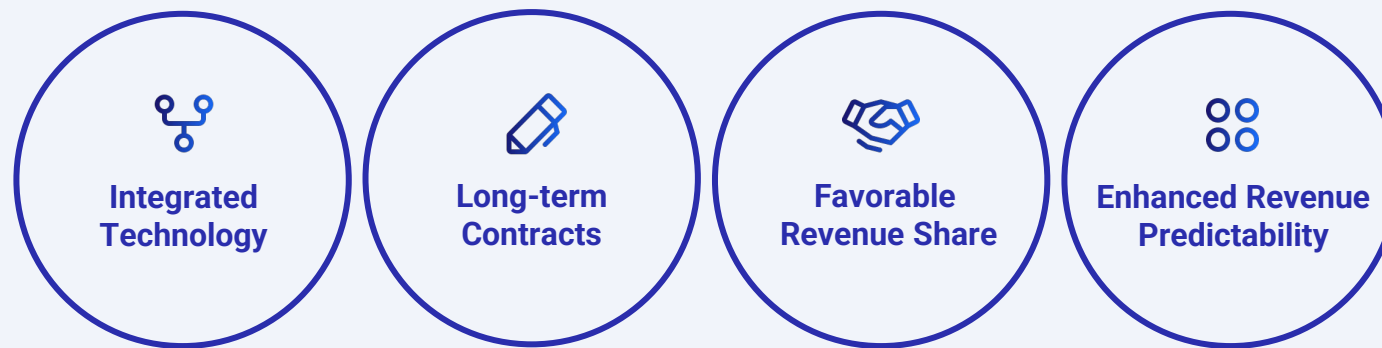 Integrated
Technology
Long-term
Contracts
Favorable
Revenue Share
Enhanced Revenue
Predictability